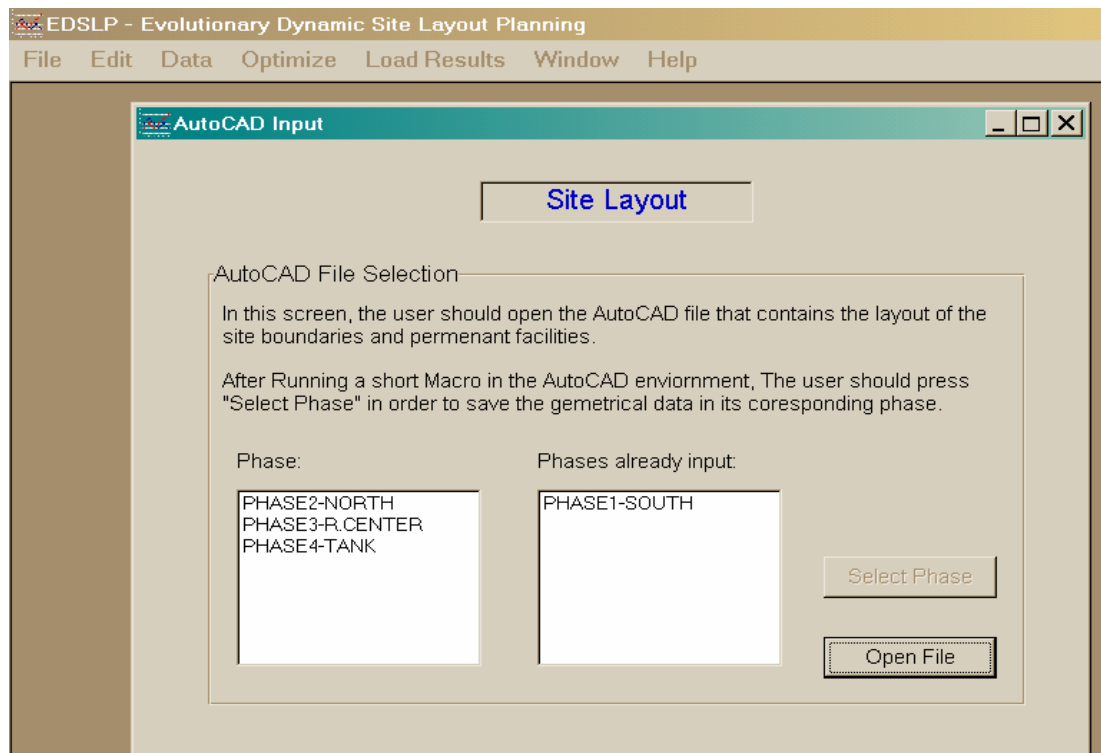 EDSLP - Evolutionary Dynamic Site Layout Planning
File Edit Data Optimize Load Results Window Help
AutoCAD Input
Site Layout
AutoCAD File Selection
In this screen, the user should open the AutoCAD file that contains the layout of the
site boundaries and permenant facilities.
After Running a short Macro in the AutoCAD enviornment, The user should press
"Select Phase" in order to save the gemetrical data in its coresponding phase.
Phase: Phases already input:
PHASE2-NORTH PHASE1-SOUTH
PHASE3-R.CENTER
PHASE4-TANK
Select Phase
Open File